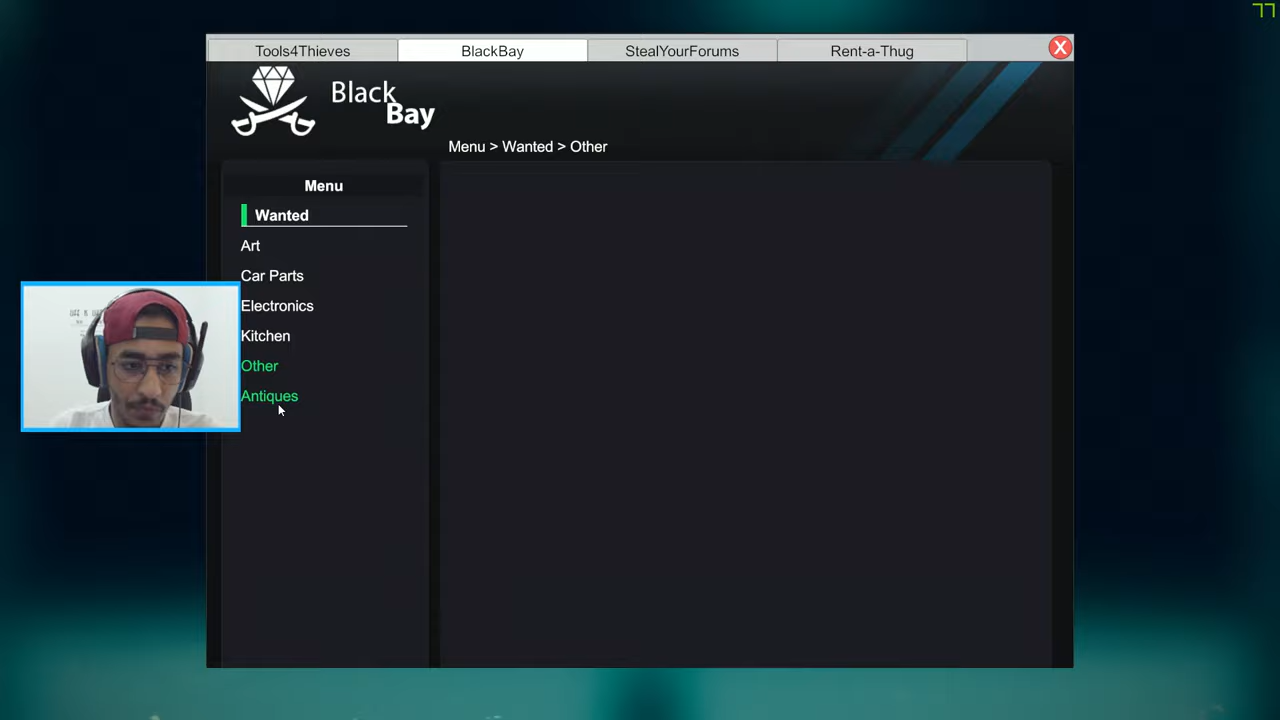 77
Tools4Thieves
BlackBay
StealYourForums
Rent-a-Thug
X
Black
Bay
Menu > Wanted > Other
Menu
Wanted
Art
Car Parts
Electronics
Kitchen
Other
Antiques